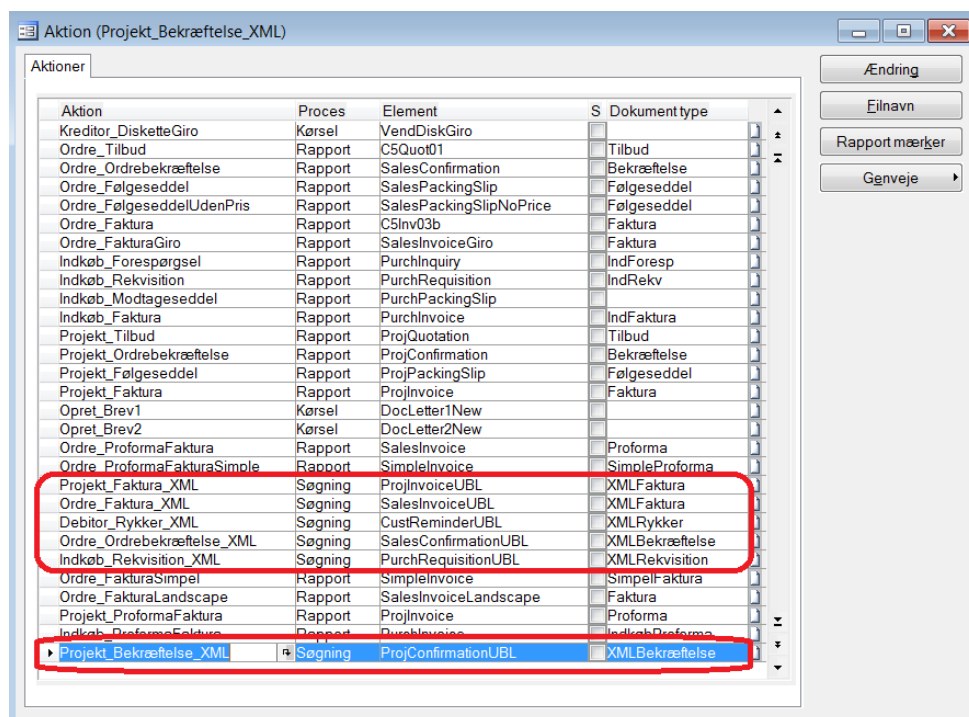 Aktion (Projekt_Bekræftelse_XML)
Aktioner
Ændring
Filnavn
Rapport mærker
Genveje
Aktion Proces Element S Dokument type
Kreditor_DisketteGiro Kørsel VendDiskGiro
Ordre_Tilbud Rapport C5Quot01 Tilbud
Ordre_Ordrebekræftelse Rapport SalesConfirmation Bekræftelse
Ordre_Følgeseddel Rapport SalesPackingSlip Følgeseddel
Ordre_FølgeseddelUdenPris Rapport SalesPackingSlipNoPrice Følgeseddel
Ordre_Faktura Rapport C5Inv03b Faktura
Ordre_FakturaGiro Rapport SalesInvoiceGiro Faktura
Indkøb_Forespørgsel Rapport PurchInquiry IndForesp
Indkøb_Rekvisition Rapport PurchRequisition IndRekv
Indkøb_Modtageseddel Rapport PurchPackingSlip
Indkøb_Faktura Rapport PurchInvoice IndFaktura
Projekt_Tilbud Rapport ProjQuotation Tilbud
Projekt_Ordrebekræftelse Rapport ProjConfirmation Bekræftelse
Projekt_Følgeseddel Rapport ProjPackingSlip Følgeseddel
Projekt_Faktura Rapport ProjInvoice Faktura
Opret_Brev1 Kørsel DocLetter1New
Opret_Brev2 Kørsel DocLetter2New
Ordre_ProformaFaktura Rapport SalesInvoice Proforma
Ordre_ProformaFakturaSimple Rapport SimpleInvoice SimpleProforma
Projekt_Faktura_XML Søgning ProjInvoiceUBL XMLFaktura
Ordre_Faktura_XML Søgning SalesInvoiceUBL XMLFaktura
Debitor_Rykker_XML Søgning CustReminderUBL XMLRykker
Ordre_Ordrebekræftelse_XML Søgning SalesConfirmationUBL XMLBekræftelse
Indkøb_Rekvisition_XML Søgning PurchRequisitionUBL XMLRekvisition
Ordre_FakturaSimpel Rapport SimpleInvoice SimpelFaktura
Ordre_FakturaLandscape Rapport SalesInvoiceLandscape Faktura
Projekt_ProformaFaktura Rapport ProjInvoice Proforma
Indkøb_ProformaFaktura Rapport PurchInvoice IndkøbProforma
Projekt_Bekræftelse_XML Søgning ProjConfirmationUBL XMLBekræftelse